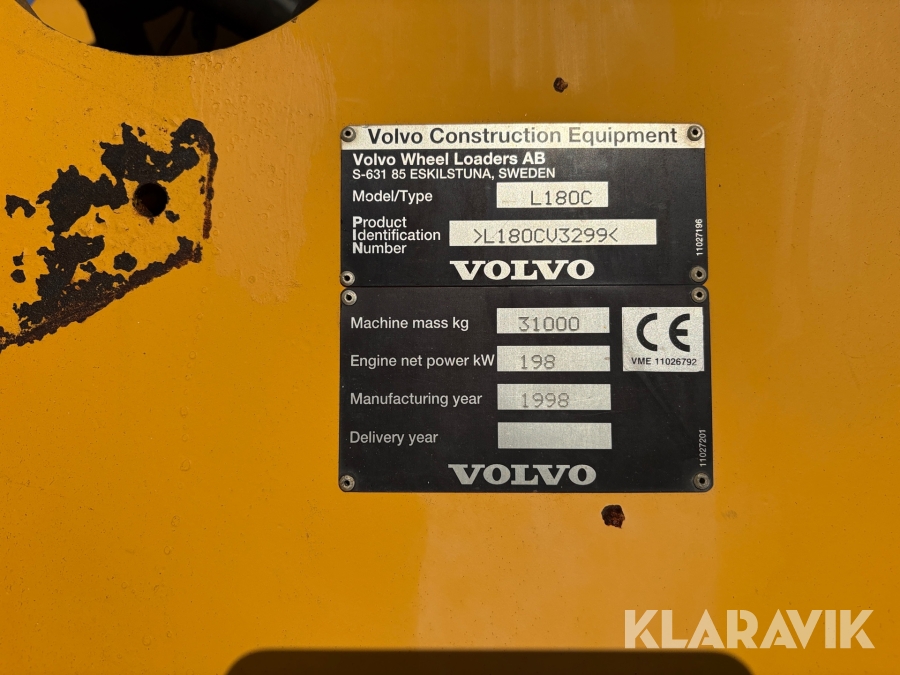 Volvo Construction Equipment
Volvo Wheel Loaders AB
S-631 85 ESKILSTUNA, SWEDEN
Model/Type L180C
Product
Identification >L180CV3299<
Number
11027196
VOLVO
Machine mass kg 31000
CE
VME 11026792
Engine net power kW 198
Manufacturing year 1998
Delivery year
11027201
VOLVO
KLARAVIK